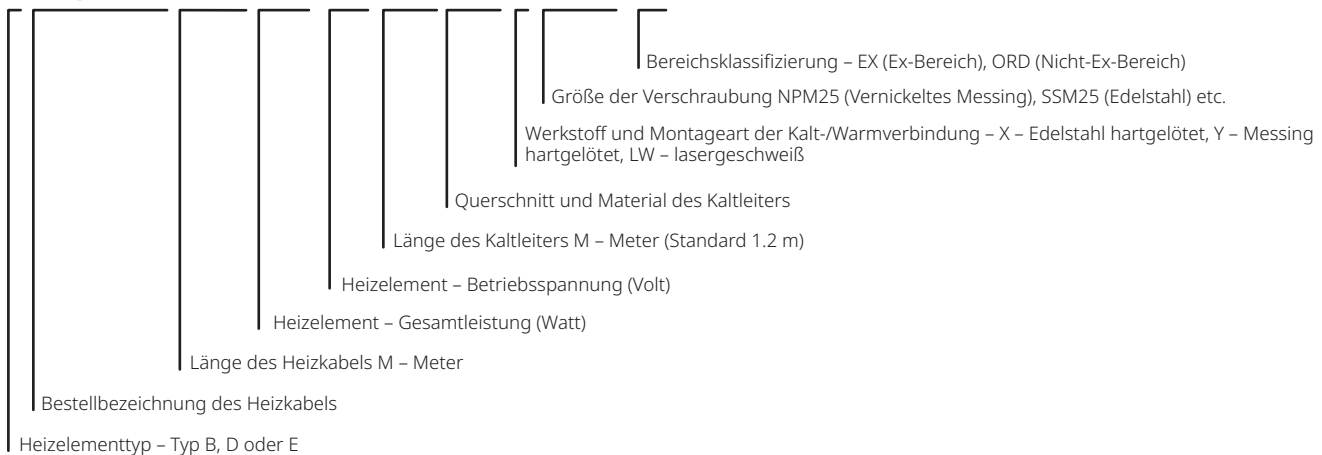 Bereichsklassifizierung – EX (Ex-Bereich), ORD (Nicht-Ex-Bereich)
Größe der Verschraubung NPM25 (Vernickeltes Messing), SSM25 (Edelstahl) etc.
Werkstoff und Montageart der Kalt-/Warmverbindung – X – Edelstahl hartgelötet, Y – Messing
hartgelötet, LW – lasergeschweiß
Querschnitt und Material des Kaltleiters
Länge des Kaltleiters M – Meter (Standard 1.2 m)
Heizelement – Betriebsspannung (Volt)
Heizelement – Gesamtleistung (Watt)
Länge des Heizkabels M – Meter
Bestellbezeichnung des Heizkabels
Heizelementtyp – Typ B, D oder E